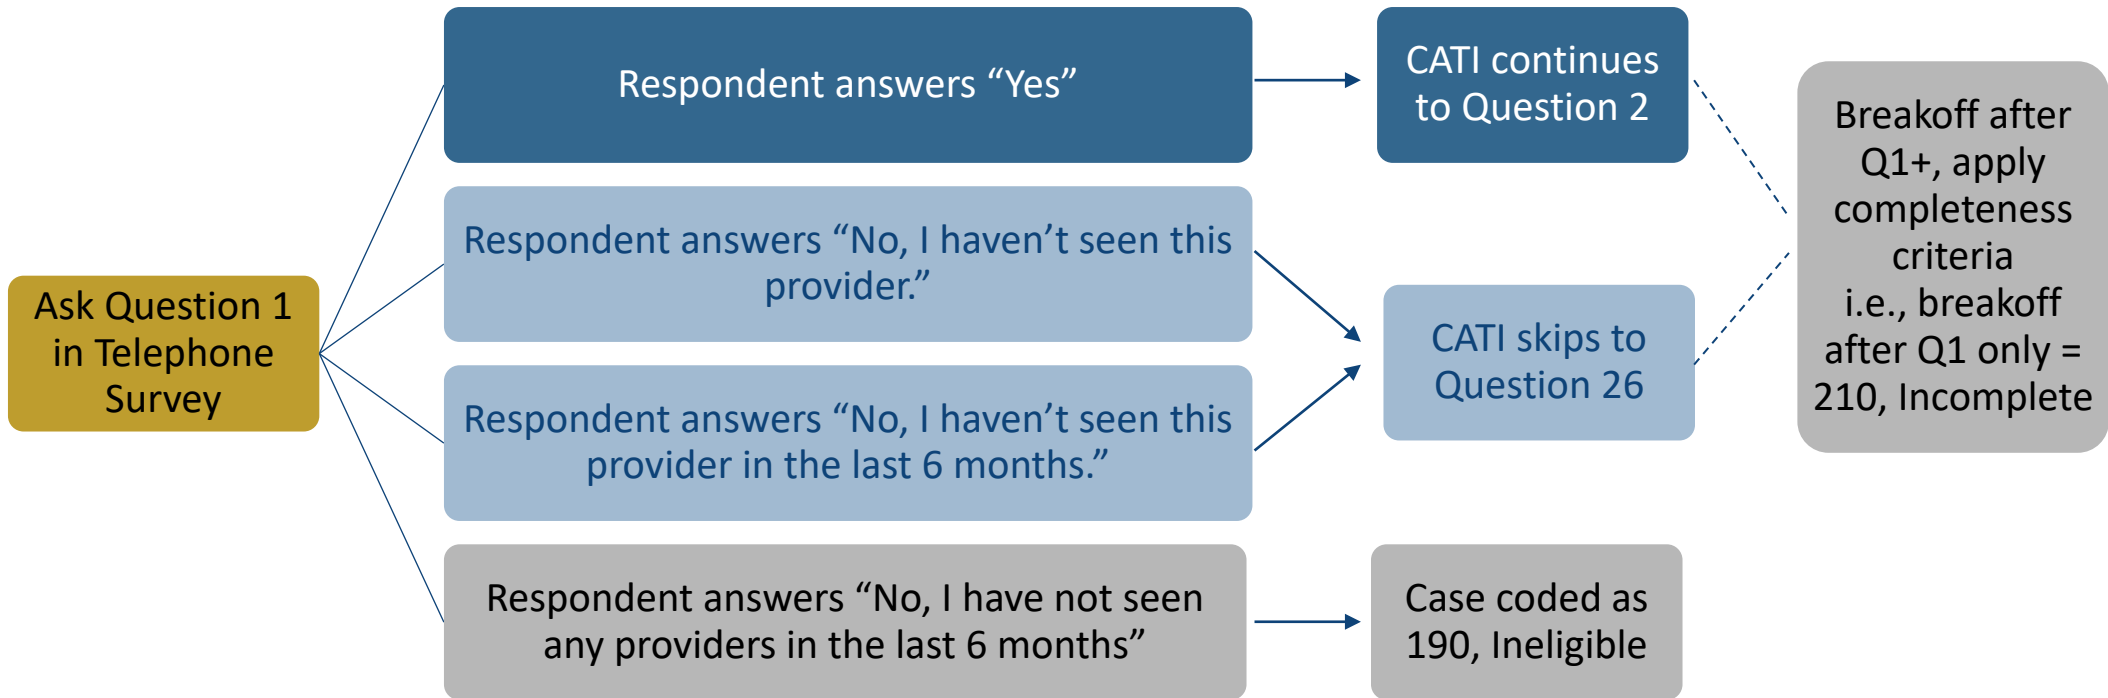 Ask Question 1
in Telephone
Survey
Respondent answers “Yes”
CATI continues
to Question 2
Respondent answers “No, I haven’t seen this
provider.”
Respondent answers “No, I haven’t seen this
provider in the last 6 months.”
CATI skips to
Question 26
Respondent answers “No, I have not seen
any providers in the last 6 months”
Case coded as
190, Ineligible
Breakoff after
Q1+, apply
completeness
criteria
i.e., breakoff
after Q1 only =
210, Incomplete